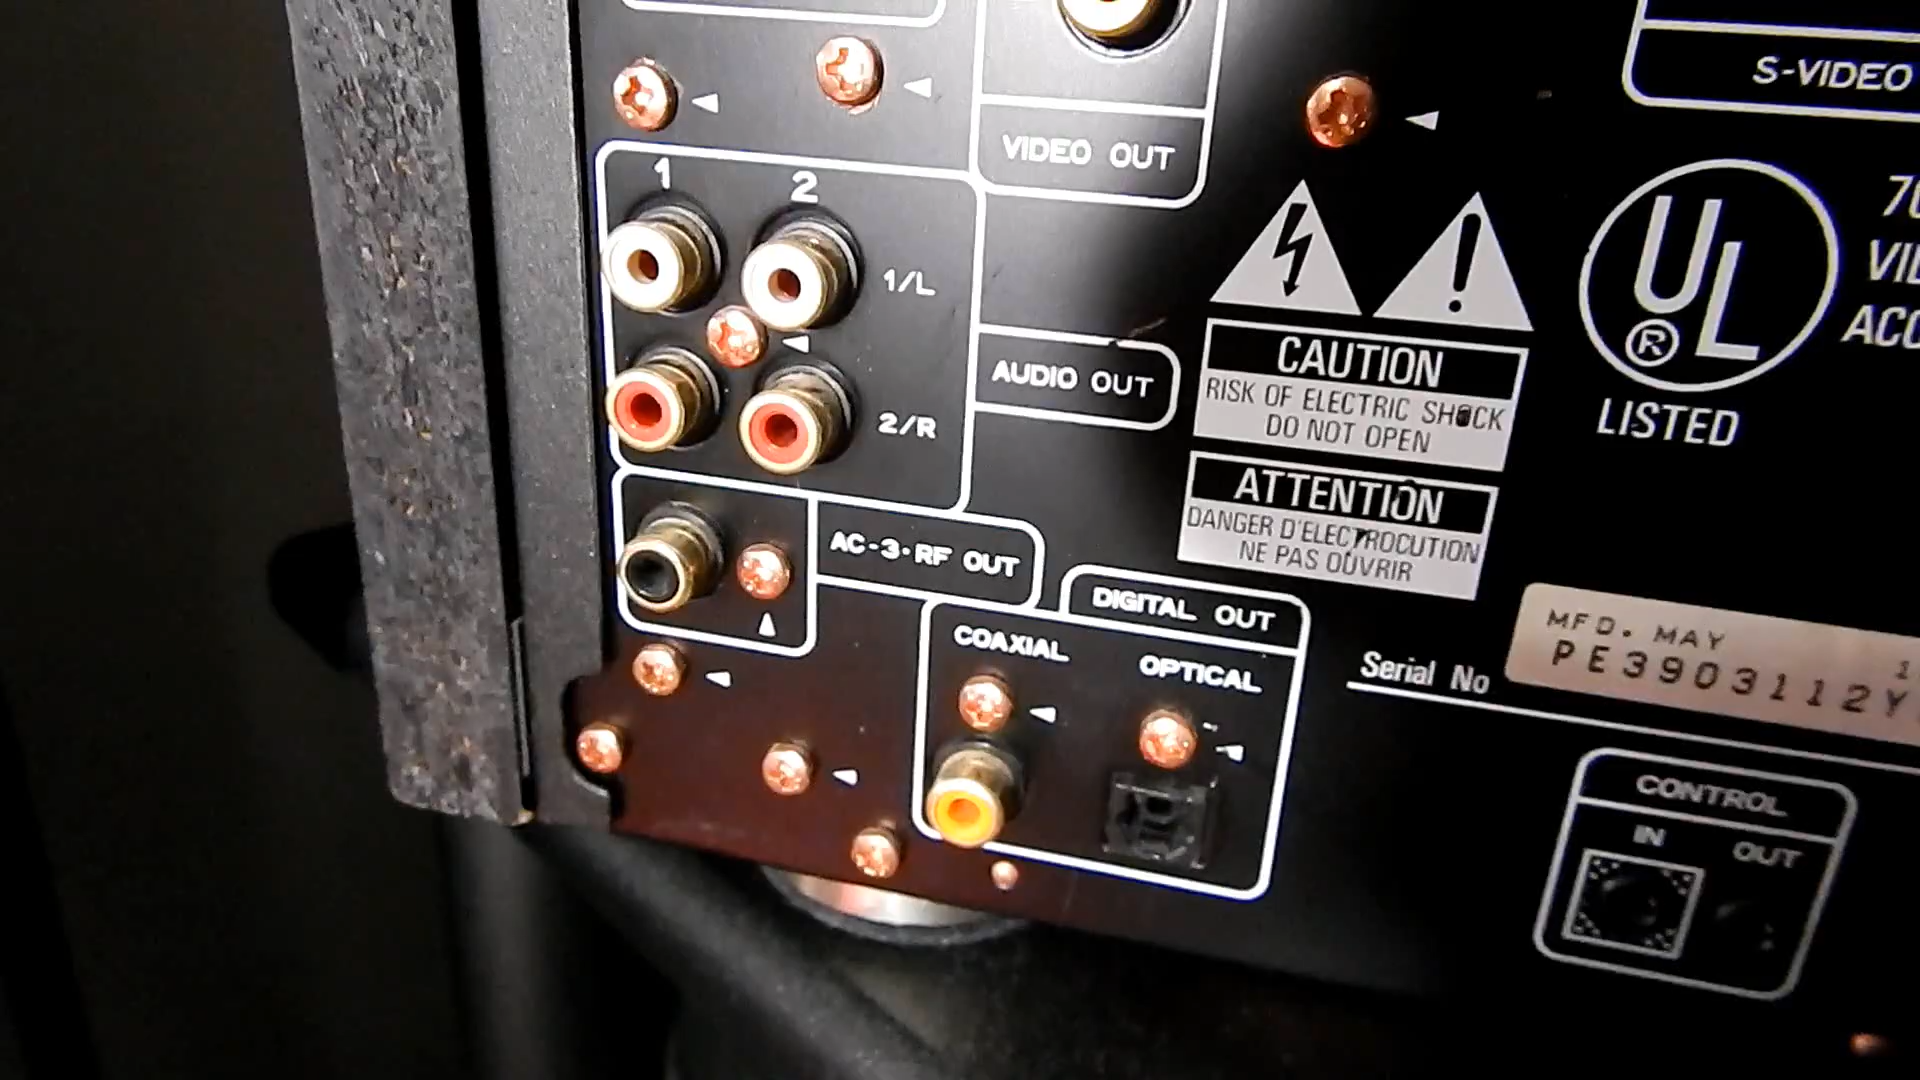 S-VIDEO
VIDEO OUT
1
2
1/L
2/R
AUDIO OUT
AC-3·RF OUT
DIGITAL OUT
COAXIAL
OPTICAL
CAUTION
RISK OF ELECTRIC SHOCK
DO NOT OPEN
ATTENTION
DANGER D'ELECTROCUTION
NE PAS OUVRIR
UL
®
LISTED
MFD. MAY 1
Serial No
PE3903112Y
CONTROL
IN
OUT